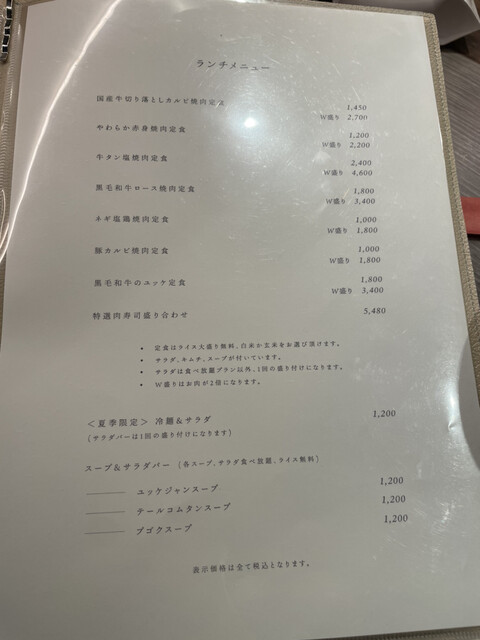 ランチメニュー
国産牛切り落としカルビ焼肉定食 1,450
W盛り 2,700
やわらか赤身焼肉定食 1,200
W盛り 2,200
牛タン塩焼肉定食 2,400
W盛り 4,600
黒毛和牛ロース焼肉定食 1,800
W盛り 3,400
ネギ塩鶏焼肉定食 1,000
W盛り 1,800
豚カルビ焼肉定食 1,000
W盛り 1,800
黒毛和牛のユッケ定食 1,800
W盛り 3,400
特選肉寿司盛り合わせ 5,480
・ 定食はライス大盛り無料、白米か玄米をお選び頂けます。
・ サラダ、キムチ、スープが付いています。
・ サラダは食べ放題プラン以外、1回の盛り付けになります。
・ W盛りはお肉が2倍になります。
＜夏季限定＞ 冷麺＆サラダ 1,200
(サラダバーは1回の盛り付けになります)
スープ＆サラダバー (各スープ、サラダ食べ放題、ライス無料)
ユッケジャンスープ 1,200
テールコムタンスープ 1,200
プゴクスープ 1,200
表示価格は全て税込となります。